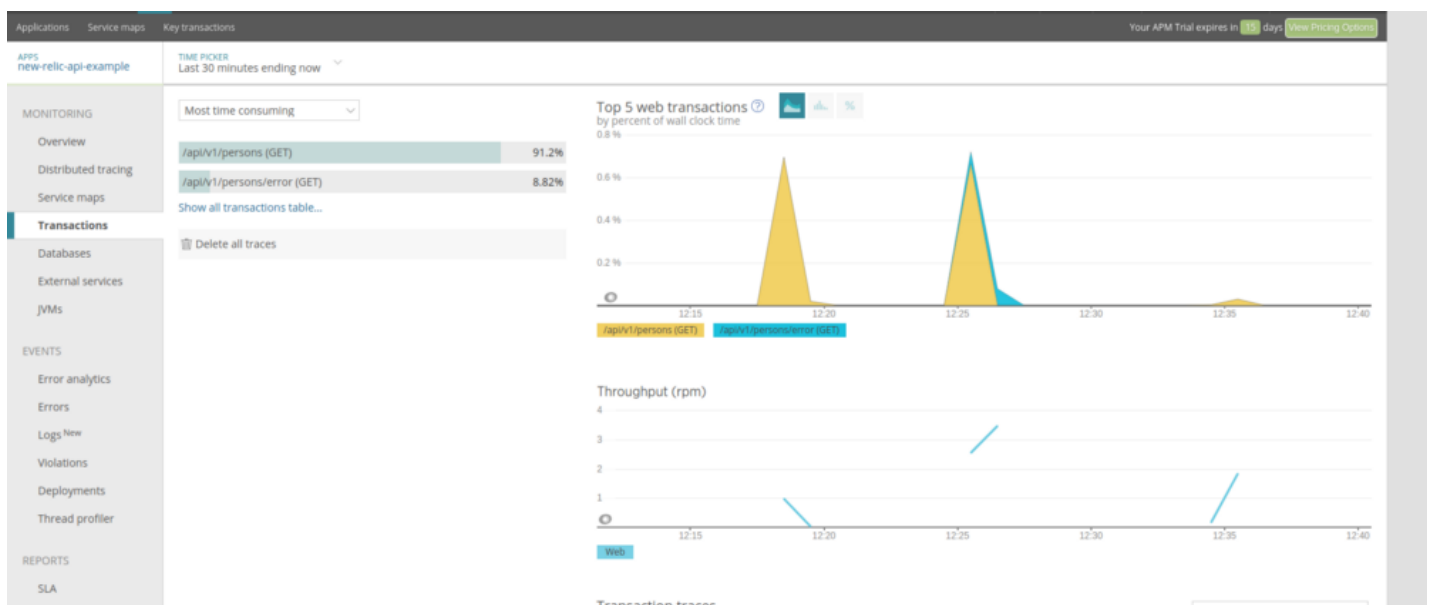 Applications Service maps Key transactions
Your APM Trial expires in 15 days View Pricing Options
APPS
new-relic-api-example
TIME PICKER
Last 30 minutes ending now
MONITORING
Overview
Distributed tracing
Service maps
Transactions
Databases
External services
JVMs
EVENTS
Error analytics
Errors
Logs New
Violations
Deployments
Thread profiler
REPORTS
SLA
Most time consuming
/api/v1/persons (GET) 91.2%
/api/v1/persons/error (GET) 8.82%
Show all transactions table...
Delete all traces
Top 5 web transactions ? %
by percent of wall clock time
0.8 %
0.6 %
0.4 %
0.2 %
12:15 12:20 12:25 12:30 12:35 12:40
/api/v1/persons (GET) /api/v1/persons/error (GET)
Throughput (rpm)
4
3
2
1
12:15 12:20 12:25 12:30 12:35 12:40
Web
Transaction traces